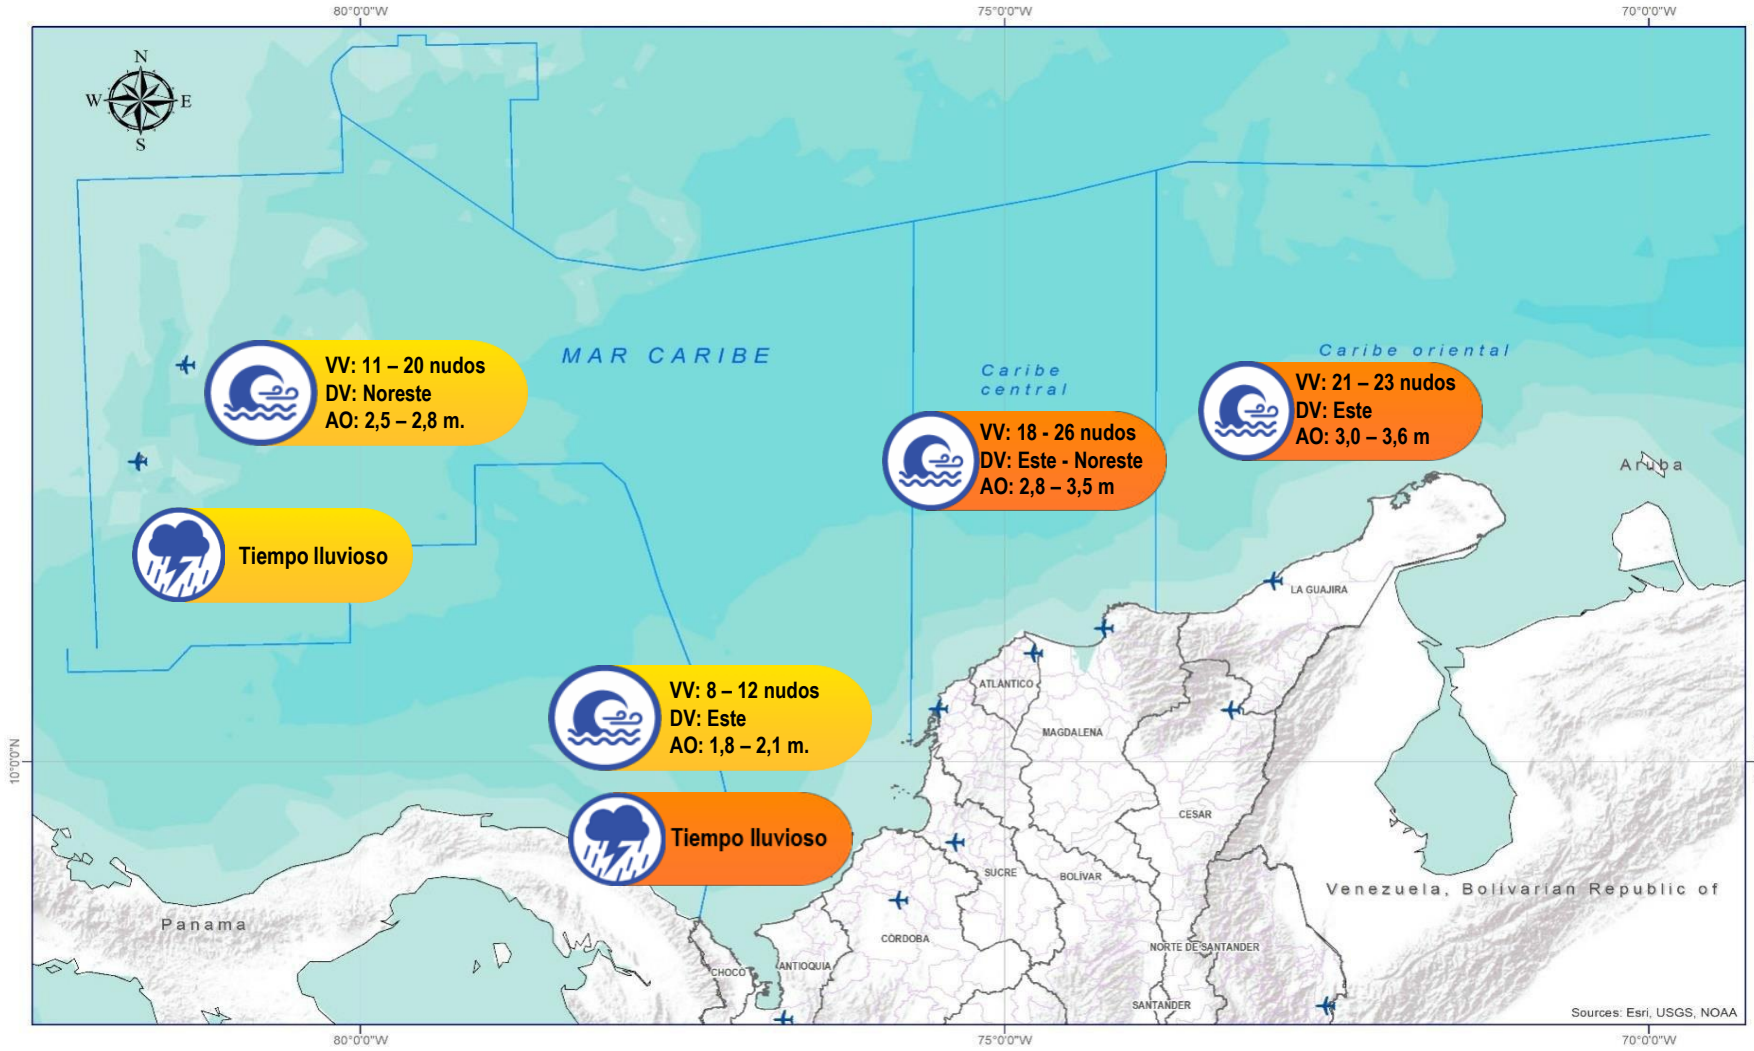 80°0'0"W
75°0'0"W
70°0'0"W
N
W
E
S
MAR CARIBE
Caribe
central
Caribe oriental
VV: 11 – 20 nudos
DV: Noreste
AO: 2,5 – 2,8 m.
VV: 18 - 26 nudos
DV: Este - Noreste
AO: 2,8 – 3,5 m
VV: 21 – 23 nudos
DV: Este
AO: 3,0 – 3,6 m
Aruba
Tiempo lluvioso
LA GUAJIRA
VV: 8 – 12 nudos
DV: Este
AO: 1,8 – 2,1 m.
ATLÁNTICO
MAGDALENA
10°0'0"N
CESAR
Tiempo lluvioso
SUCRE
BOLÍVAR
Venezuela, Bolivarian Republic of
Panama
CÓRDOBA
NORTE DE SANTANDER
CHOCÓ
ANTIOQUIA
SANTANDER
Sources: Esri, USGS, NOAA
80°0'0"W
75°0'0"W
70°0'0"W